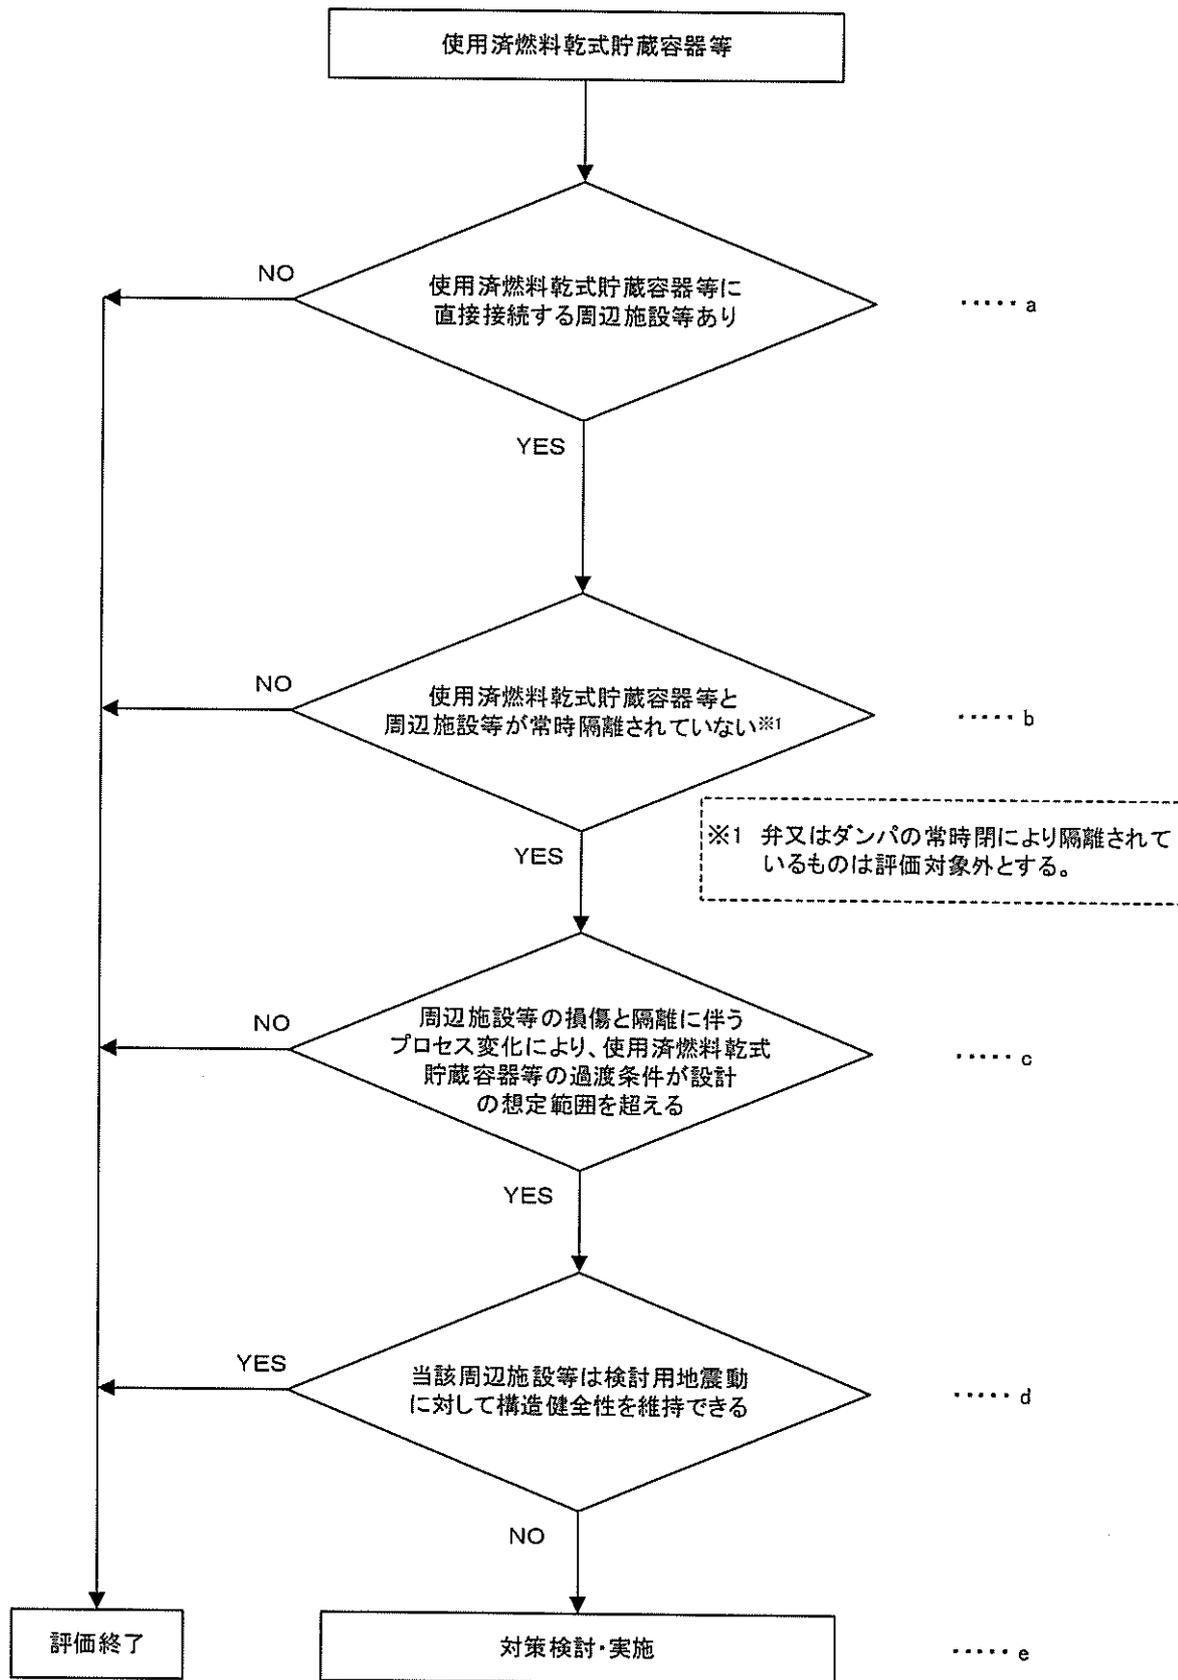 使用済燃料乾式貯蔵容器等
NO
使用済燃料乾式貯蔵容器等に
直接接続する周辺施設等あり
‥‥‥a
YES
NO
使用済燃料乾式貯蔵容器等と
周辺施設等が常時隔離されていない※1
‥‥‥b
YES
※1 弁又はダンパの常時閉により隔離されて
いるものは評価対象外とする。
NO
周辺施設等の損傷と隔離に伴う
プロセス変化により、使用済燃料乾式
貯蔵容器等の過渡条件が設計
の想定範囲を超える
‥‥‥c
YES
YES
当該周辺施設等は検討用地震動
に対して構造健全性を維持できる
‥‥‥d
NO
評価終了
対策検討・実施
‥‥‥e